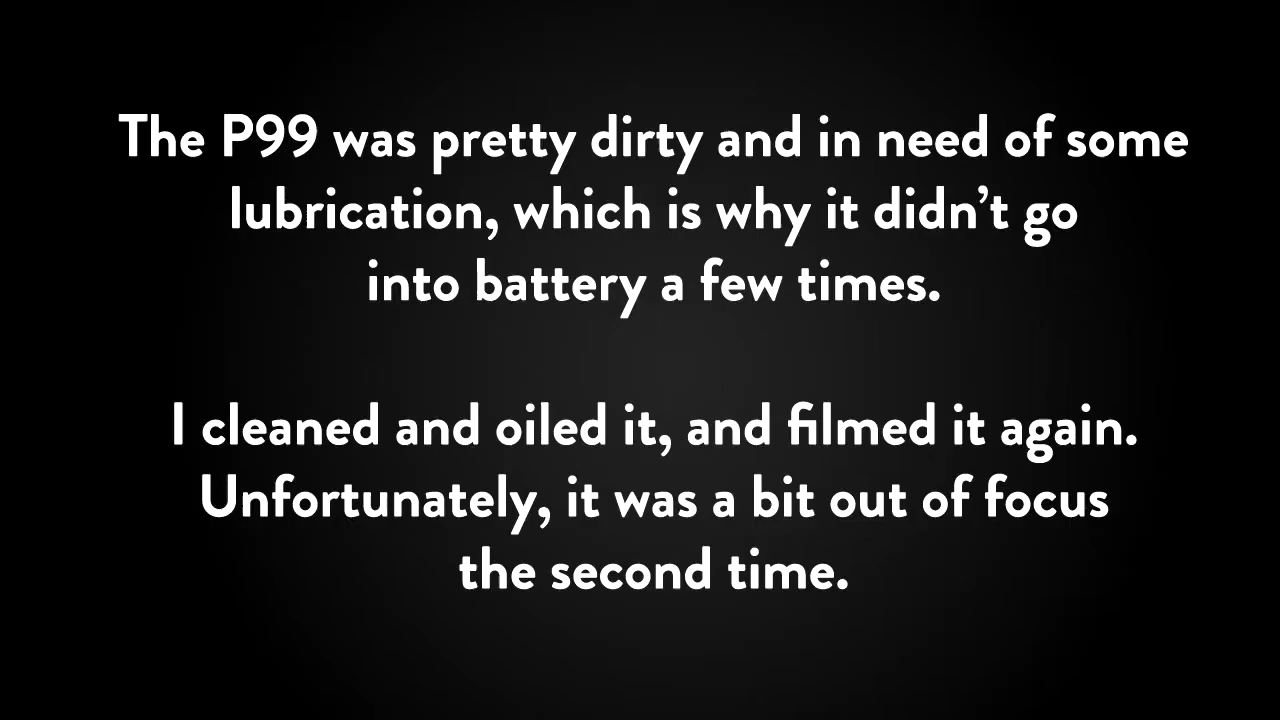 The P99 was pretty dirty and in need of some
lubrication, which is why it didn’t go
into battery a few times.
I cleaned and oiled it, and filmed it again.
Unfortunately, it was a bit out of focus
the second time.